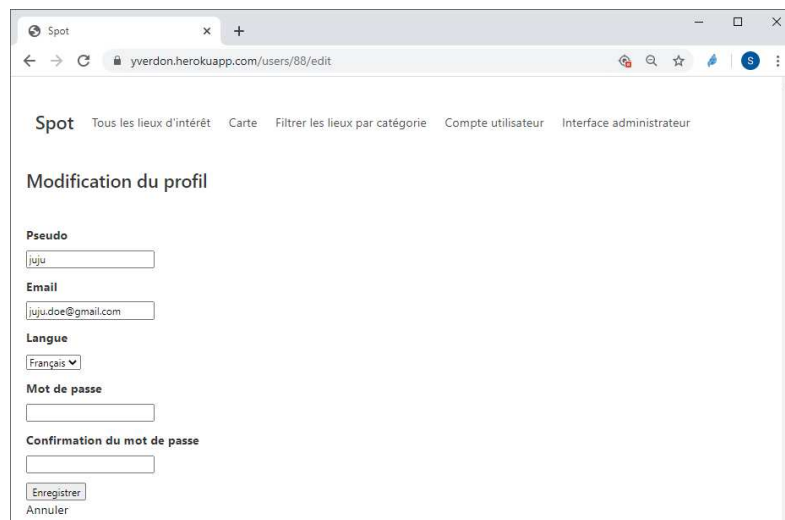 Spot
yverdon.herokuapp.com/users/88/edit
S
Spot Tous les lieux d'intérêt Carte Filtrer les lieux par catégorie Compte utilisateur Interface administrateur
Modification du profil
Pseudo
juju
Email
juju.doe@gmail.com
Langue
Français
Mot de passe
Confirmation du mot de passe
Enregistrer
Annuler